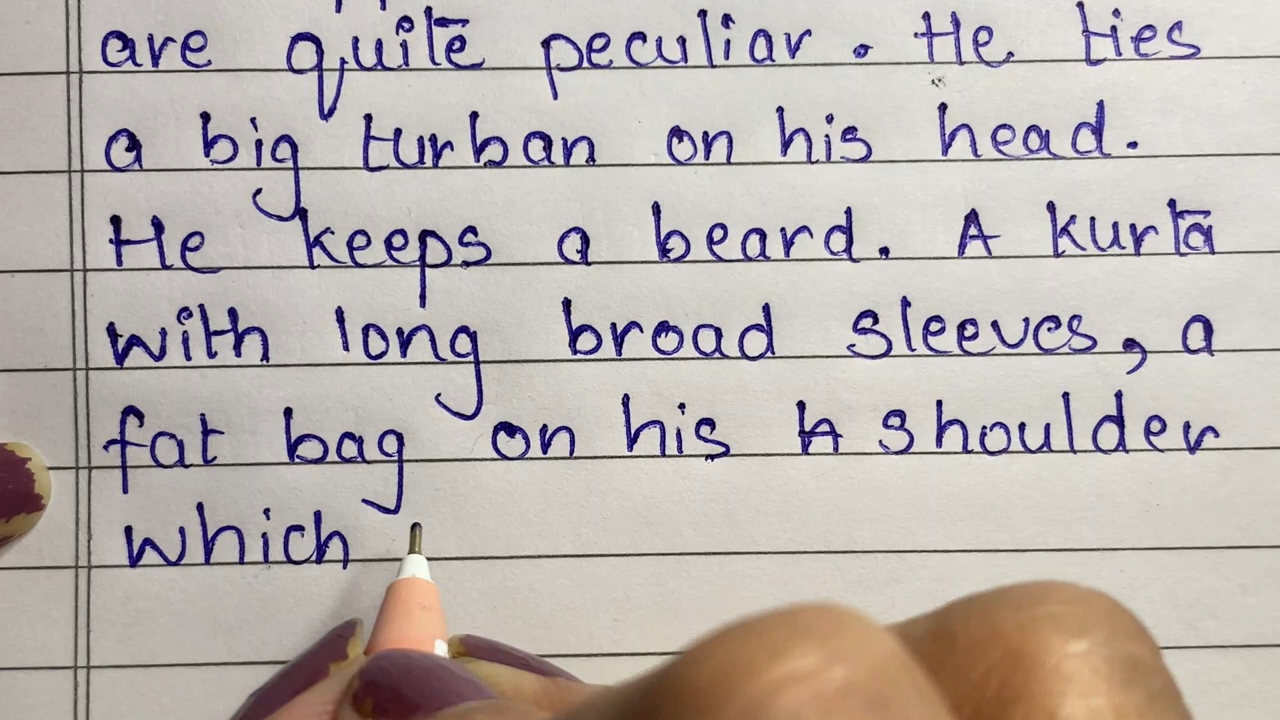 are quite peculiar. He ties
a big turban on his head.
He keeps a beard. A kurta
with long broad sleeves, a
fat bag on his shoulder
which